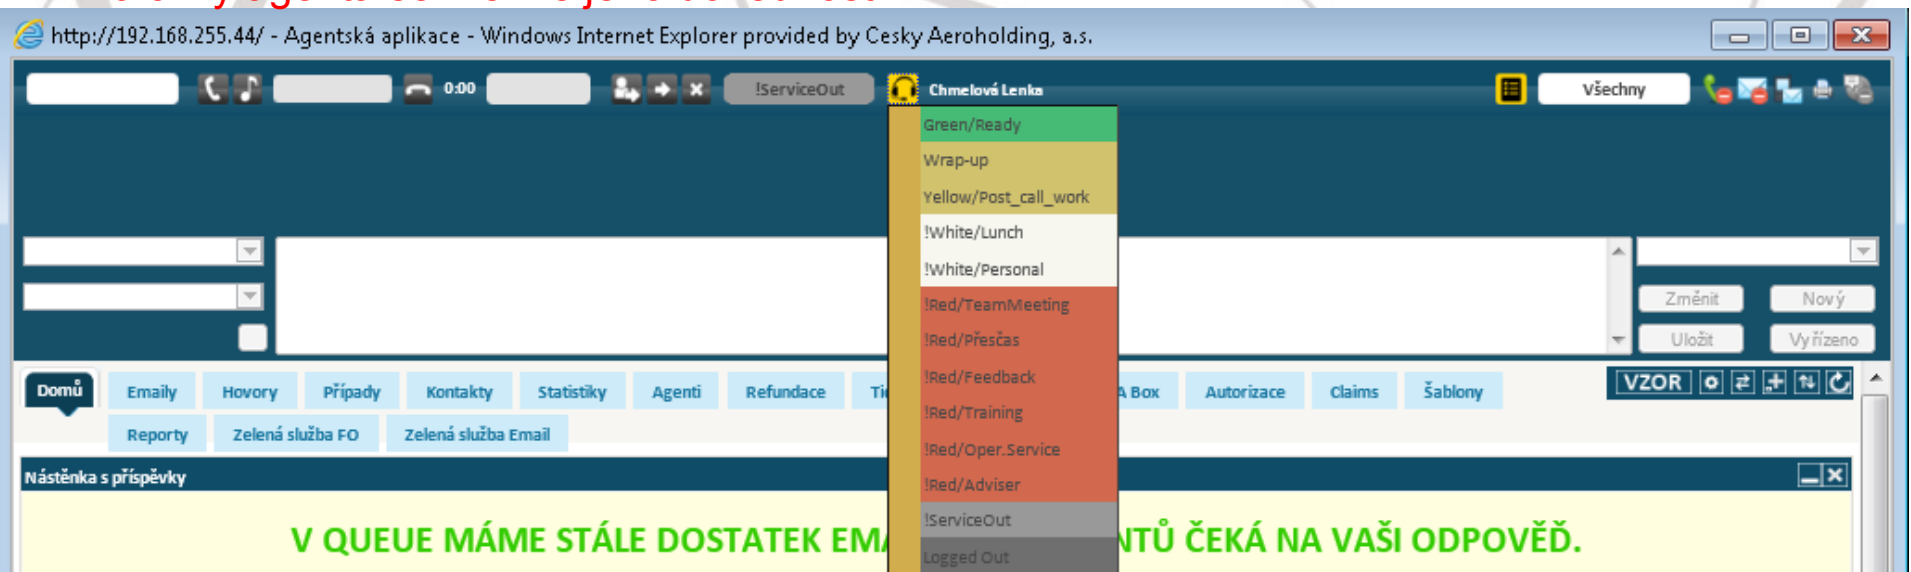 http://192.168.255.44/ - Agentská aplikace - Windows Internet Explorer provided by Cesky Aeroholding, a.s.
0:00 !ServiceOut Chmelová Lenka Všechny
Green/Ready
Wrap-up
Yellow/Post_call_work
!White/Lunch
!White/Personal
!Red/TeamMeeting
!Red/Přesčas
!Red/Feedback
!Red/Training
!Red/Oper.Service
!Red/Adviser
!ServiceOut
Logged Out
Změnit Nový
Uložit Vyřízeno
Domů Emaily Hovory Případy Kontakty Statistiky Agenti Refundace Box Autorizace Claims Šablony VZOR
Reporty Zelená služba FO Zelená služba Email
Nástěnka s příspěvky
V QUEUE MÁME STÁLE DOSTATEK ČEKÁ NA VAŠI ODPOVĚĎ.